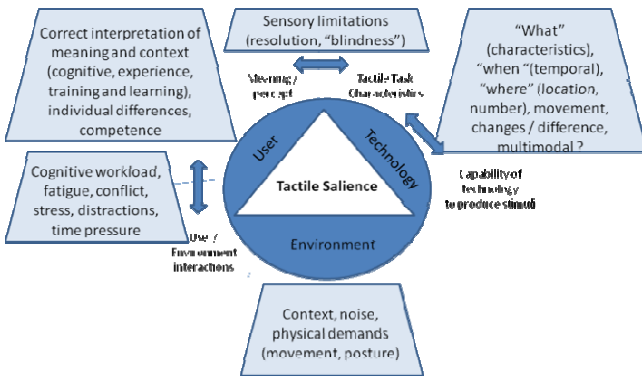 Correct interpretation of
meaning and context
(cognitive, experience,
training and learning),
individual differences,
competence
Sensory limitations
(resolution, “blindness”)
“What”
(characteristics),
“when “(temporal),
“where” (location,
number), movement,
changes / difference,
multimodal ?
Meaning /
percept
Tactile Task
Characteristics
User
Technology
Tactile Salience
Environment
Cognitive workload,
fatigue, conflict,
stress, distractions,
time pressure
Capability of
technology
to produce stimuli
User /
Environment
interactions
Context, noise,
physical demands
(movement, posture)